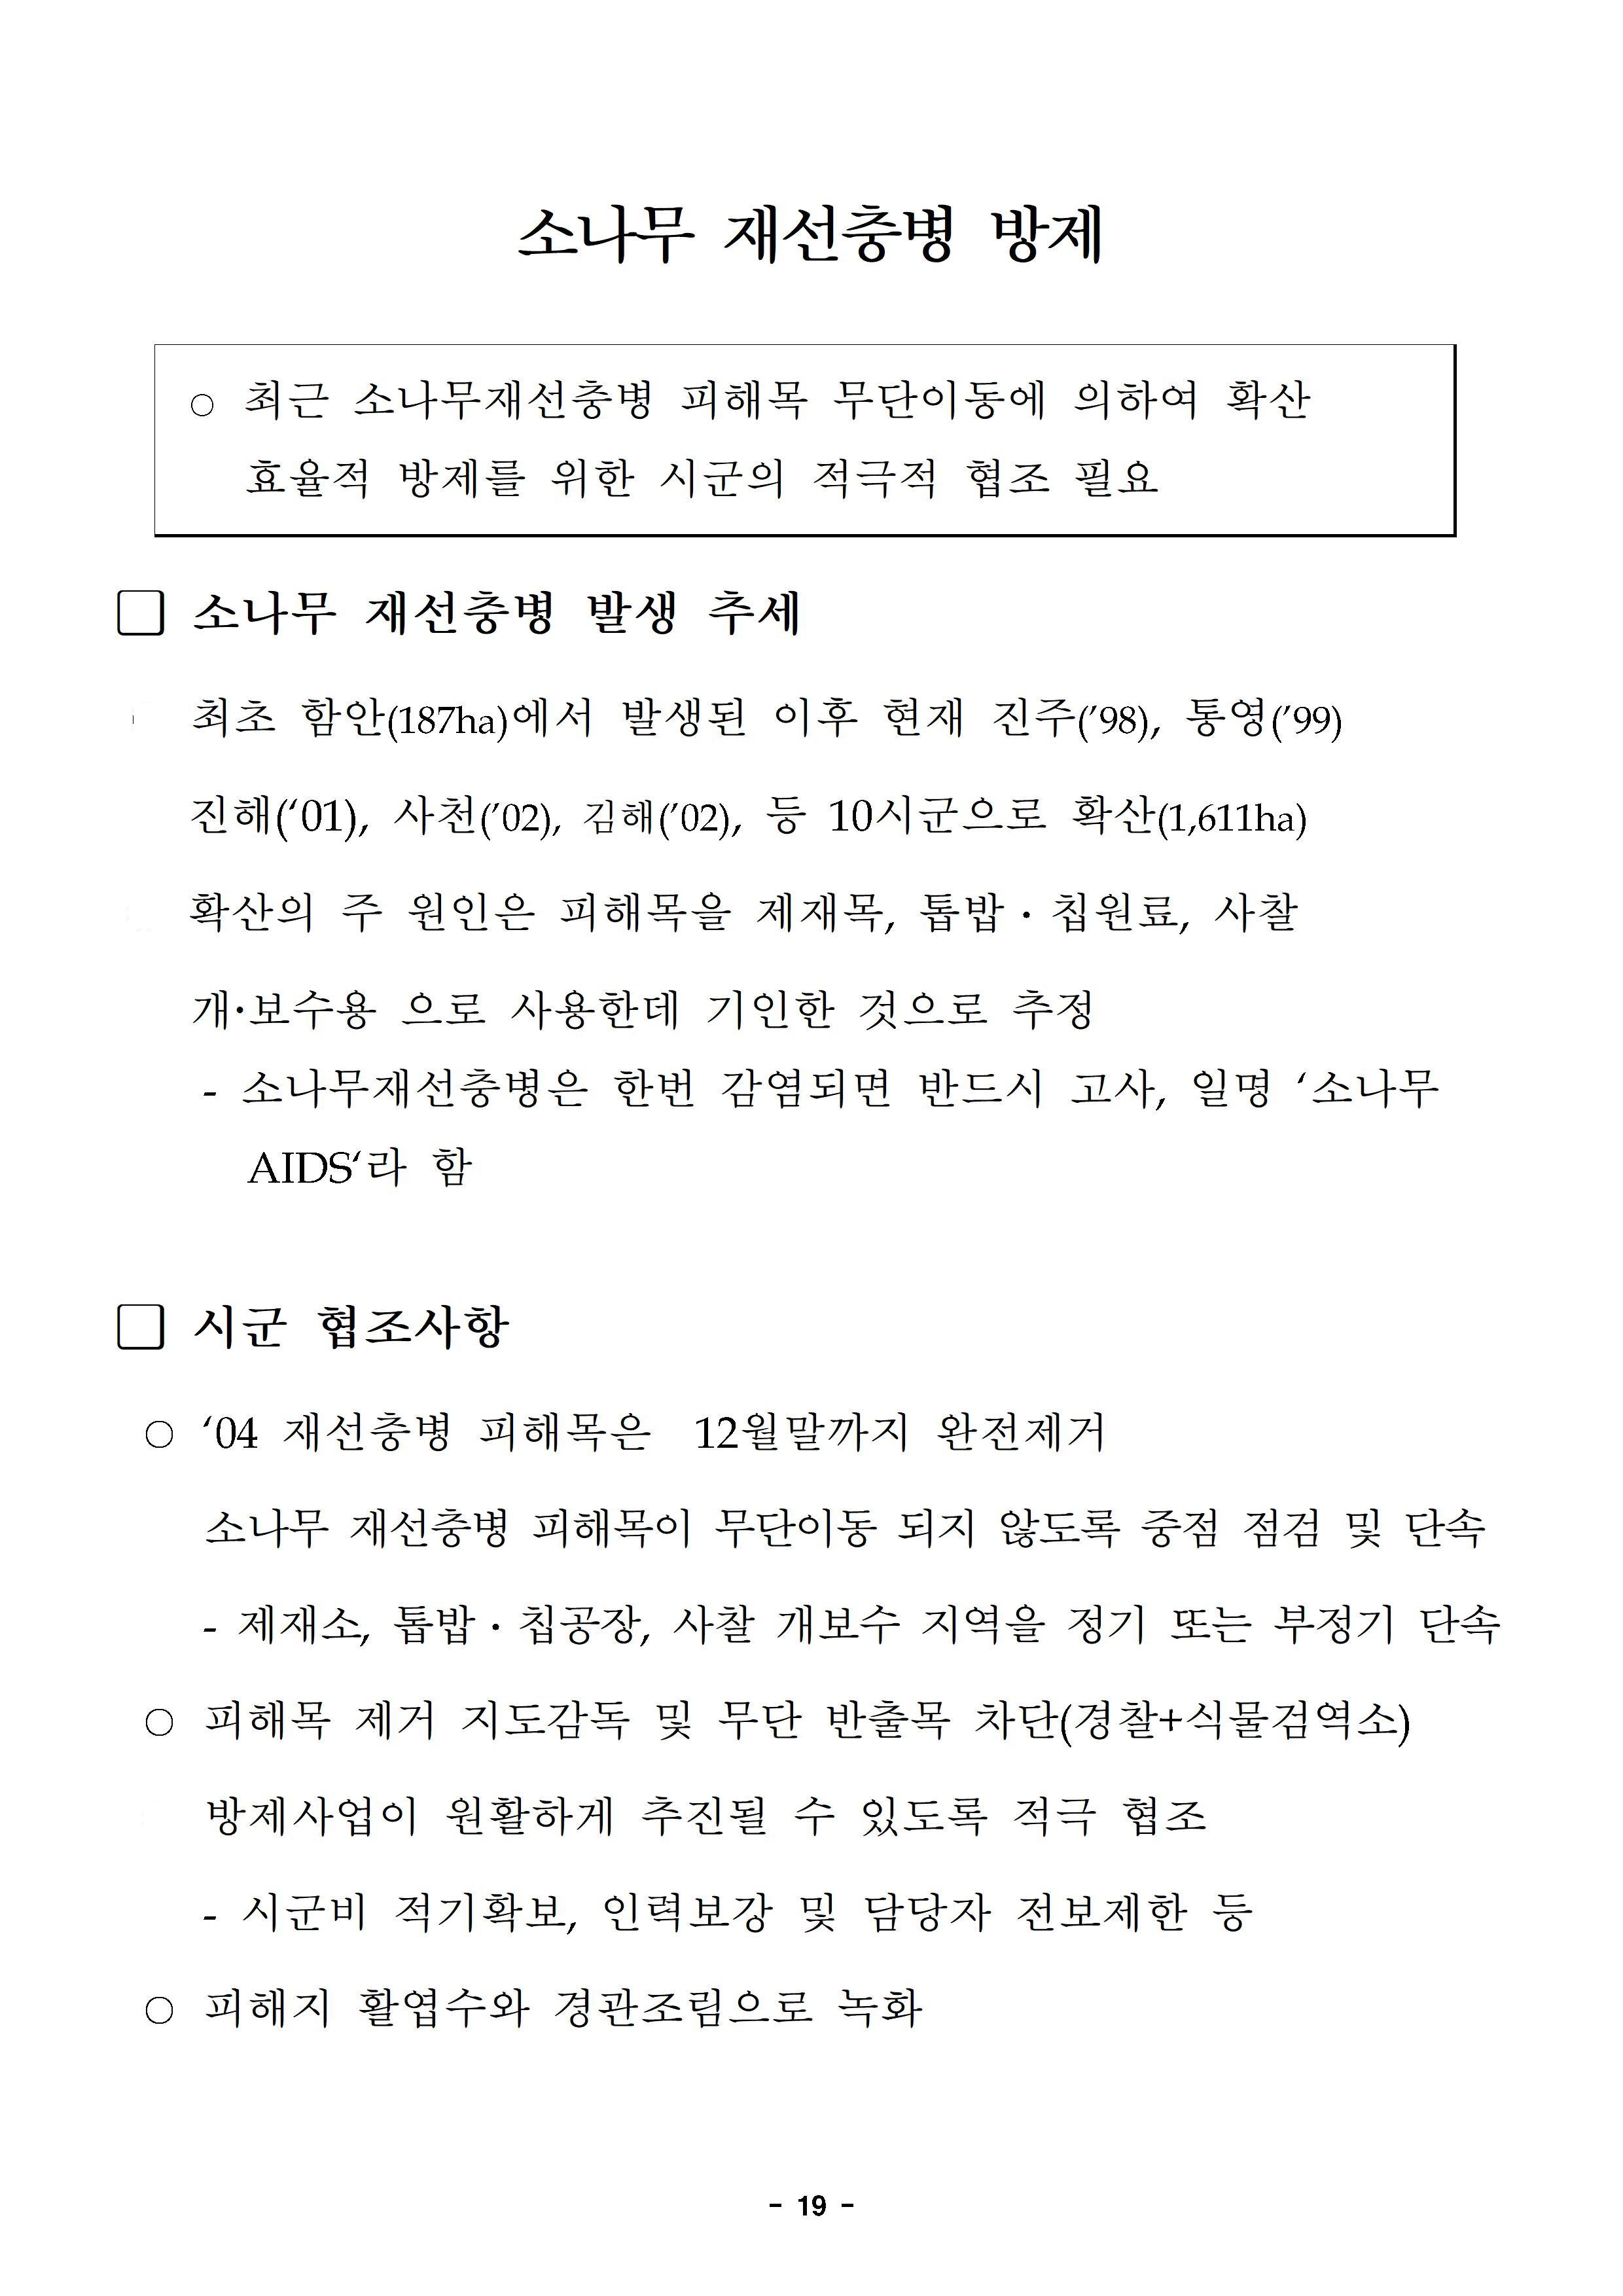 소나무 재선충병 방제
○ 최근 소나무재선충병 피해목 무단이동에 의하여 확산
효율적 방제를 위한 시군의 적극적 협조 필요
□ 소나무 재선충병 발생 추세
최초 함안(187ha)에서 발생된 이후 현재 진주(’98), 통영(’99)
진해(‘01), 사천(’02), 김해(’02), 등 10시군으로 확산(1,611ha)
확산의 주 원인은 피해목을 제재목, 톱밥·칩원료, 사찰
개·보수용 으로 사용한데 기인한 것으로 추정
- 소나무재선충병은 한번 감염되면 반드시 고사, 일명 ‘소나무
AIDS‘라 함
□ 시군 협조사항
○ ‘04 재선충병 피해목은 12월말까지 완전제거
소나무 재선충병 피해목이 무단이동 되지 않도록 중점 점검 및 단속
- 제재소, 톱밥·칩공장, 사찰 개보수 지역을 정기 또는 부정기 단속
○ 피해목 제거 지도감독 및 무단 반출목 차단(경찰+식물검역소)
방제사업이 원활하게 추진될 수 있도록 적극 협조
- 시군비 적기확보, 인력보강 및 담당자 전보제한 등
○ 피해지 활엽수와 경관조림으로 녹화
- 19 -